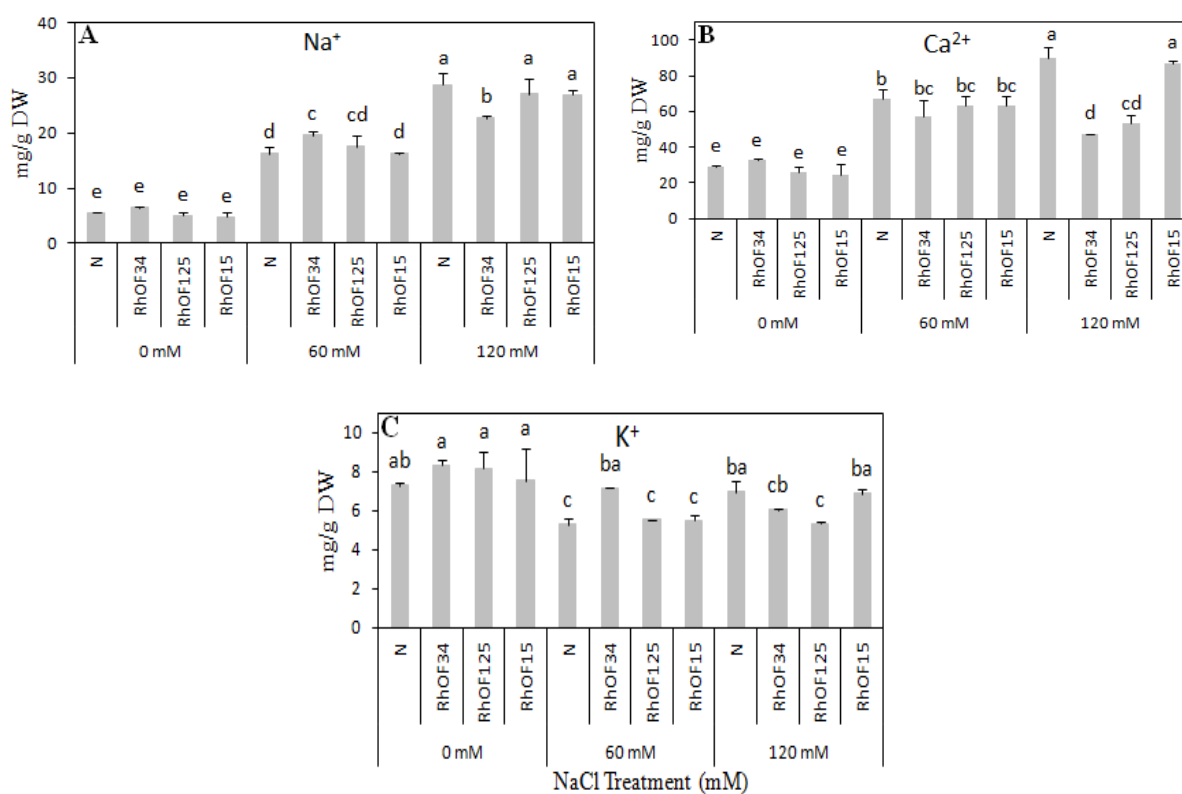 A
Na⁺
mg/g DW
40
30
20
10
0
e e e e d c cd d a b a a
N RhOF34 RhOF125 RhOF15 N RhOF34 RhOF125 RhOF15 N RhOF34 RhOF125 RhOF15
0 mM 60 mM 120 mM
B
Ca²⁺
mg/g DW
100
80
60
40
20
0
e e e e b bc bc bc a d cd a
N RhOF34 RhOF125 RhOF15 N RhOF34 RhOF125 RhOF15 N RhOF34 RhOF125 RhOF15
0 mM 60 mM 120 mM
C
K⁺
mg/g DW
10
8
6
4
2
0
ab a a a c ba c c ba cb c ba
N RhOF34 RhOF125 RhOF15 N RhOF34 RhOF125 RhOF15 N RhOF34 RhOF125 RhOF15
0 mM 60 mM 120 mM
NaCl Treatment (mM)